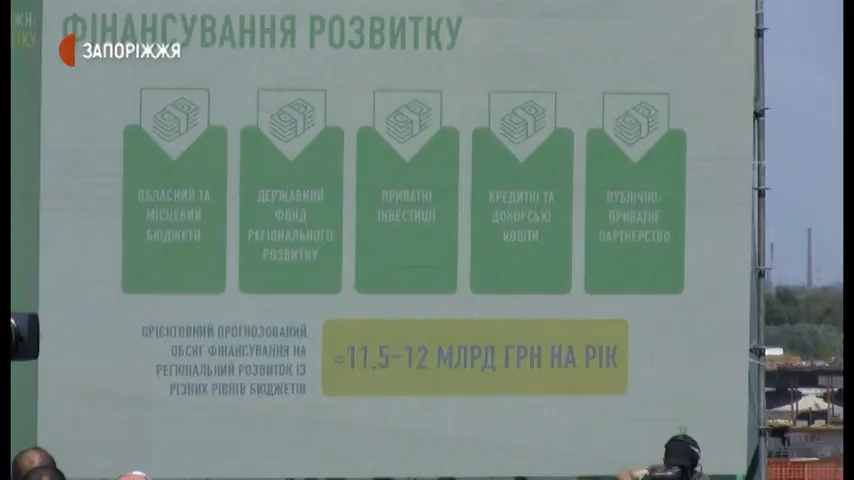 ЖЯ:
ІКУ
ФІНАНСУВАННЯ РОЗВИТКУ
ЗАПОРІЖЖЯ
ОБЛАСНИЙ ТА
МІСЦЕВИЙ
БЮДЖЕТИ
ДЕРЖАВНИЙ
ФОНД
РЕГІОНАЛЬНОГО
РОЗВИТКУ
ПРИВАТНІ
ІНВЕСТИЦІЇ
КРЕДИТНІ ТА
ДОНОРСЬКІ
КОШТИ
ПУБЛІЧНО-
ПРИВАТНЕ
ПАРТНЕРСТВО
ОРІЄНТОВНИЙ ПРОГНОЗОВАНИЙ
ОБСЯГ ФІНАНСУВАННЯ НА
РЕГІОНАЛЬНИЙ РОЗВИТОК ІЗ
РІЗНИХ РІВНІВ БЮДЖЕТІВ
≈11,5–12 МЛРД ГРН НА РІК